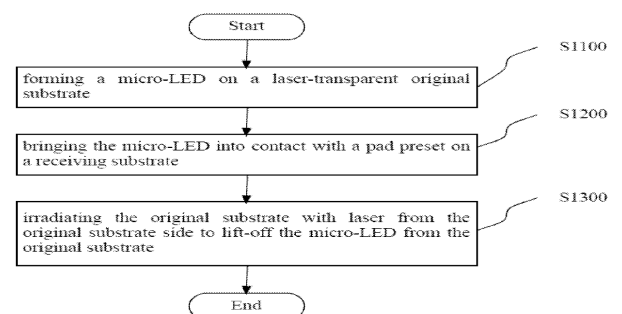 Start
S1100
forming a micro-LED on a laser-transparent original
substrate
S1200
bringing the micro-LED into contact with a pad preset on
a receiving substrate
S1300
irradiating the original substrate with laser from the
original substrate side to lift-off the micro-LED from the
original substrate
End